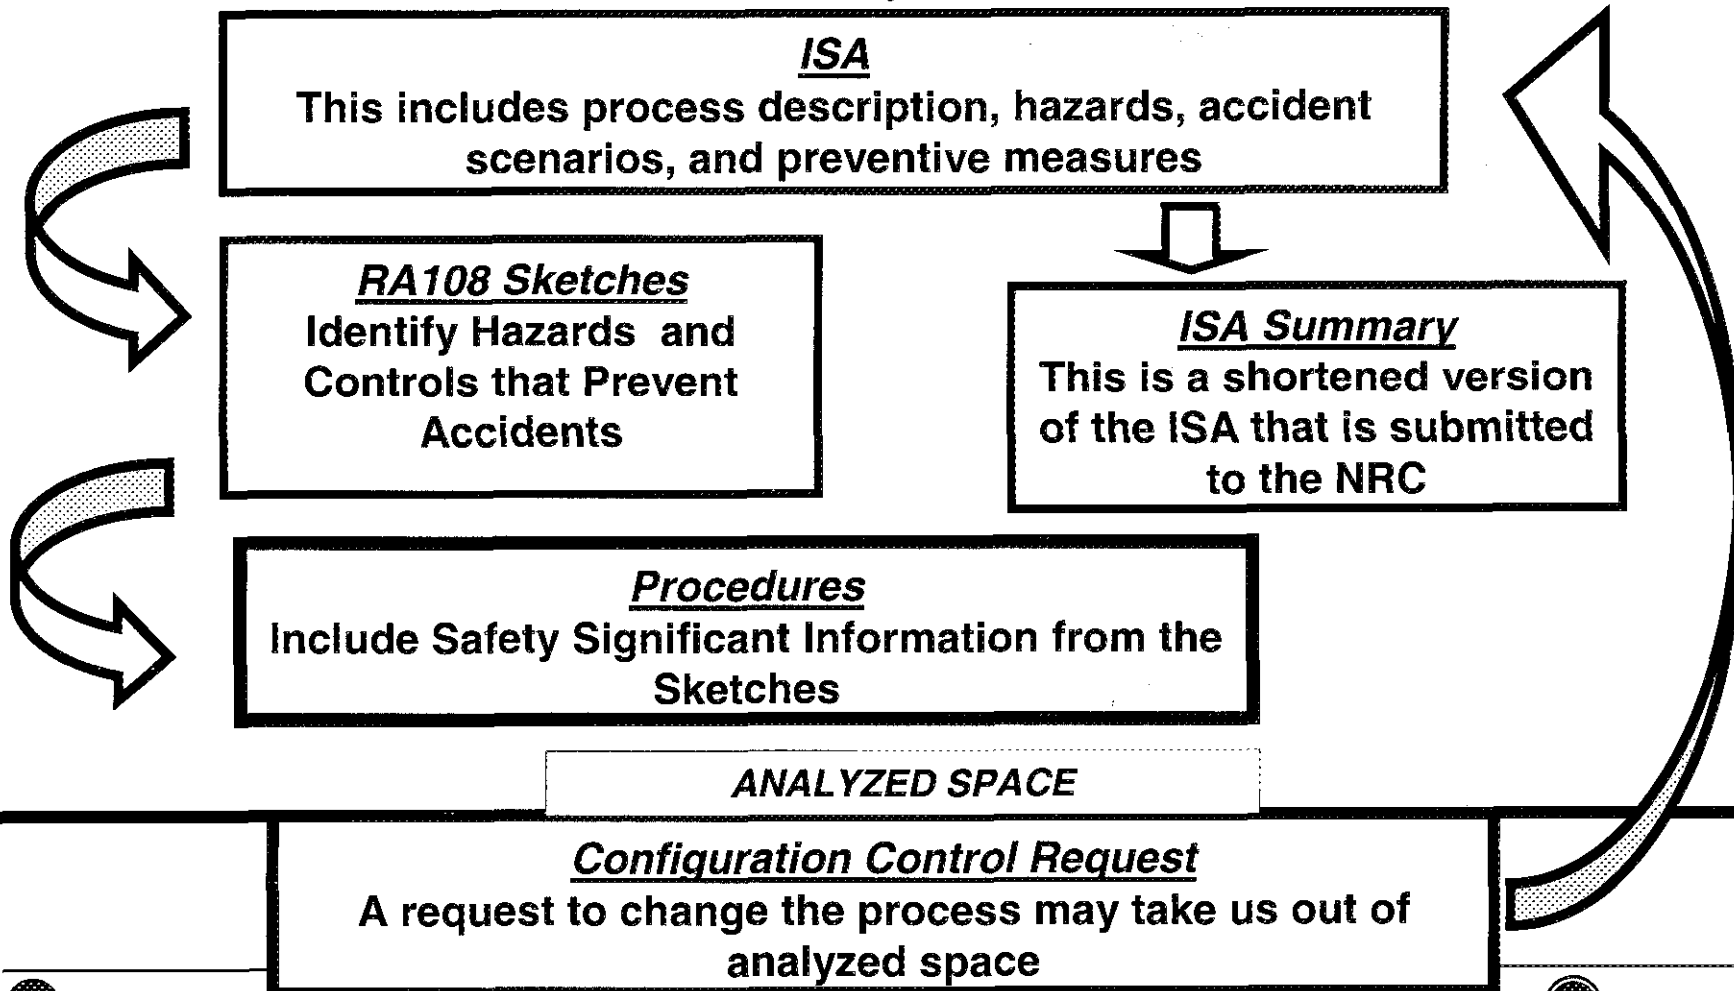 ISA
This includes process description, hazards, accident
scenarios, and preventive measures
RA108 Sketches
Identify Hazards and
Controls that Prevent
Accidents
ISA Summary
This is a shortened version
of the ISA that is submitted
to the NRC
Procedures
Include Safety Significant Information from the
Sketches
ANALYZED SPACE
Configuration Control Request
A request to change the process may take us out of
analyzed space